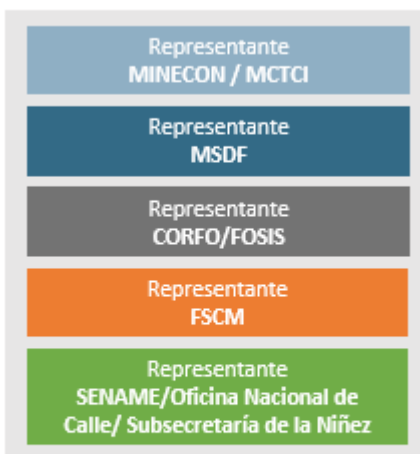 Representante
MINECON / MCTCI
Representante
MSDF
Representante
CORFO/FOSIS
Representante
FSCM
Representante
SENAME/Oficina Nacional de
Calle/ Subsecretaría de la Niñez